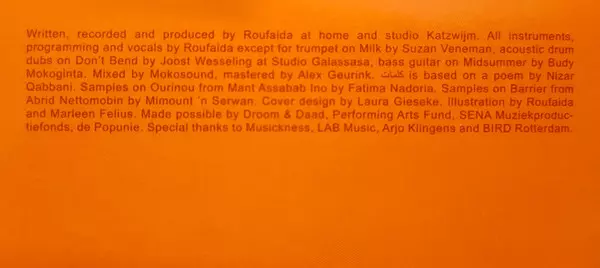 Written, recorded and produced by Roufaida at home and studio Katzwijm. All instruments,
programming and vocals by Roufaida except for trumpet on Milk by Suzan Veneman, acoustic drum
dubs on Don't Bend by Joost Wesseling at Studio Galassasa, bass guitar on Midsummer by Budy
Mokoginta. Mixed by Mokosound, mastered by Alex Geurink. كلمات is based on a poem by Nizar
Qabbani. Samples on Ourinou from Mant Assabab Ino by Fatima Nadoria. Samples on Barrier from
Abrid Nettomobin by Mimount 'n Serwan. Cover design by Laura Gieseke. Illustration by Roufaida
and Marleen Felius. Made possible by Droom & Daad, Performing Arts Fund, SENA Muziekproduc-
tiefonds, de Popunie. Special thanks to Musickness, LAB Music, Arjo Klingens and BIRD Rotterdam.